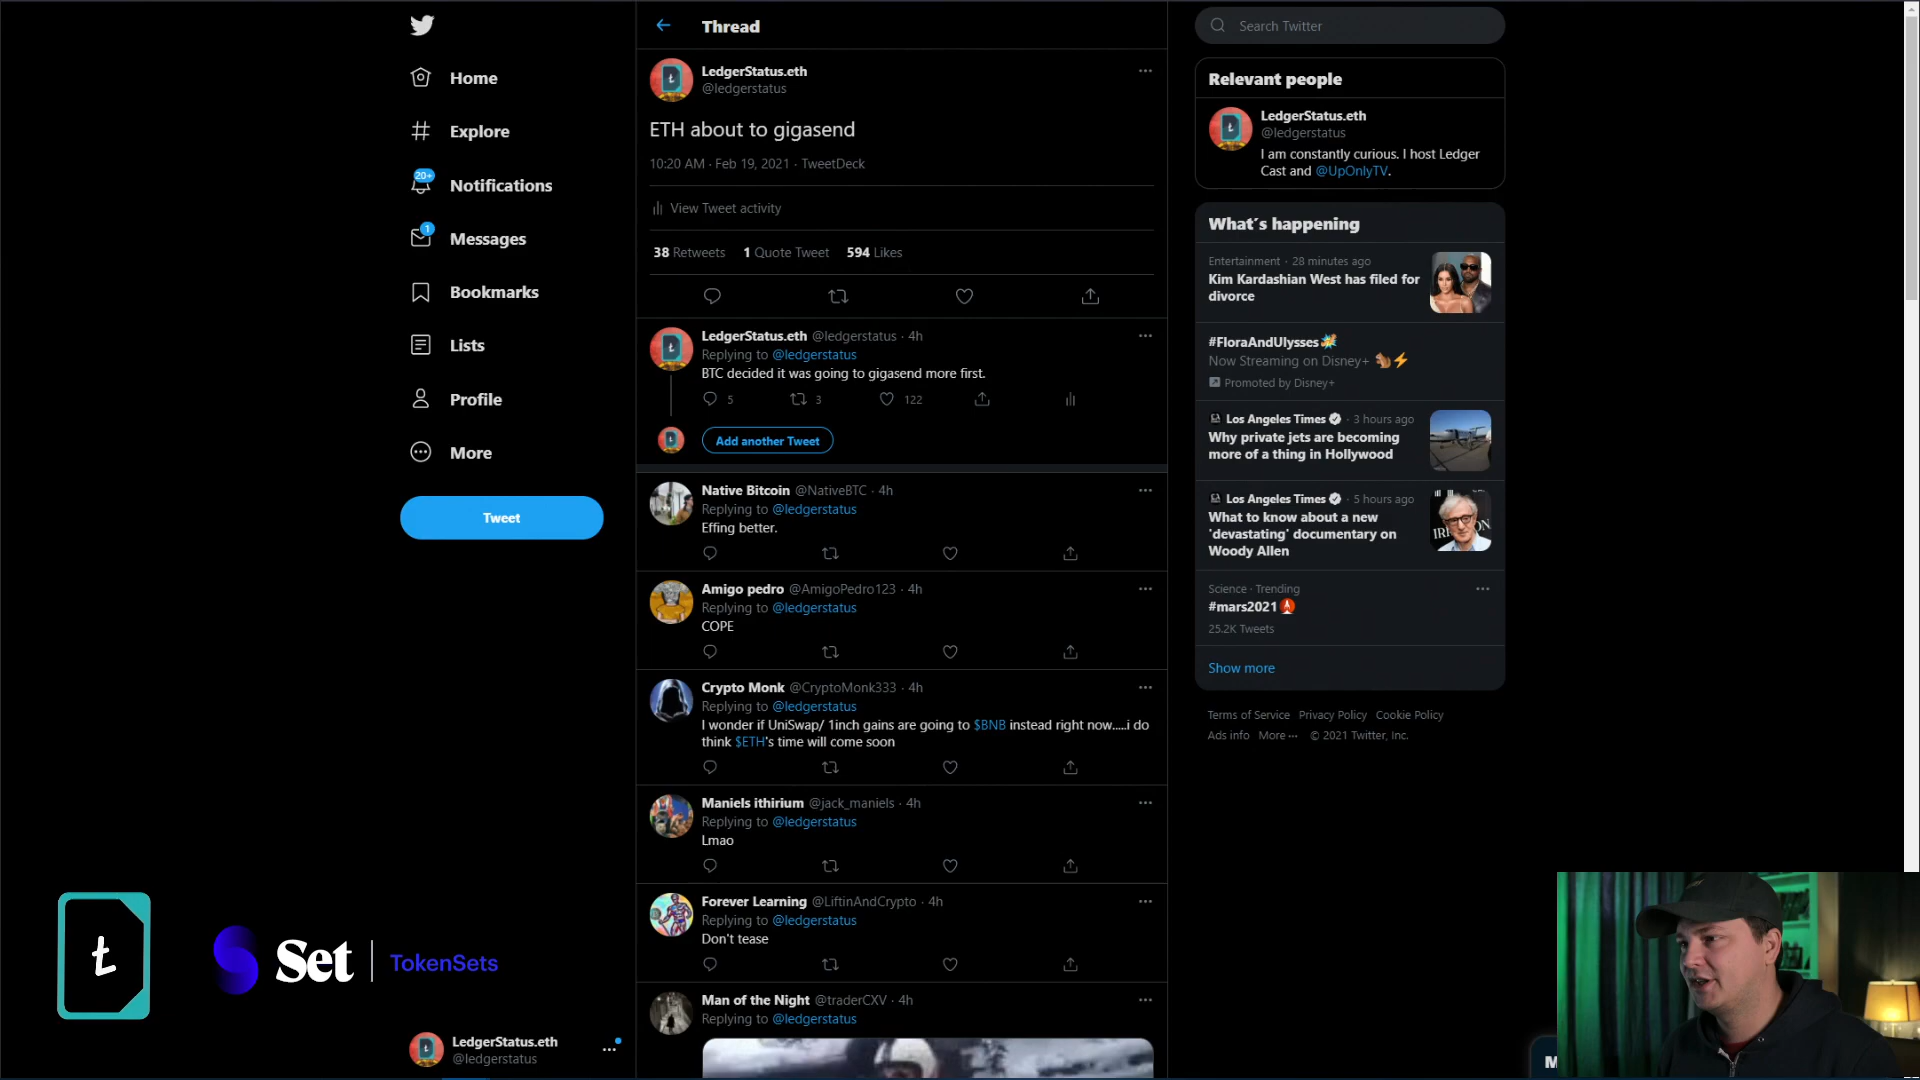 Thread
Search Twitter
Home
Explore
20+
Notifications
1
Messages
Bookmarks
Lists
Profile
More
Tweet
LedgerStatus.eth
@ledgerstatus
ETH about to gigasend
10:20 AM · Feb 19, 2021 · TweetDeck
View Tweet activity
38 Retweets 1 Quote Tweet 594 Likes
LedgerStatus.eth @ledgerstatus · 4h
Replying to @ledgerstatus
BTC decided it was going to gigasend more first.
5 3 122
Add another Tweet
Native Bitcoin @NativeBTC · 4h
Replying to @ledgerstatus
Effing better.
Amigo pedro @AmigoPedro123 · 4h
Replying to @ledgerstatus
COPE
Crypto Monk @CryptoMonk333 · 4h
Replying to @ledgerstatus
I wonder if UniSwap/ 1inch gains are going to $BNB instead right now.....i do
think $ETH's time will come soon
Maniels ithirium @jack_maniels · 4h
Replying to @ledgerstatus
Lmao
Forever Learning @LiftinAndCrypto · 4h
Replying to @ledgerstatus
Don't tease
Man of the Night @traderCXV · 4h
Replying to @ledgerstatus
Relevant people
LedgerStatus.eth
@ledgerstatus
I am constantly curious. I host Ledger
Cast and @UpOnlyTV.
What's happening
Entertainment · 28 minutes ago
Kim Kardashian West has filed for
divorce
#FloraAndUlysses
Now Streaming on Disney+
Promoted by Disney+
Los Angeles Times · 3 hours ago
Why private jets are becoming
more of a thing in Hollywood
Los Angeles Times · 5 hours ago
What to know about a new
'devastating' documentary on
Woody Allen
Science · Trending
#mars2021
25.2K Tweets
Show more
Terms of Service Privacy Policy Cookie Policy
Ads info More ··· © 2021 Twitter, Inc.
Ł
Set | TokenSets
LedgerStatus.eth
@ledgerstatus